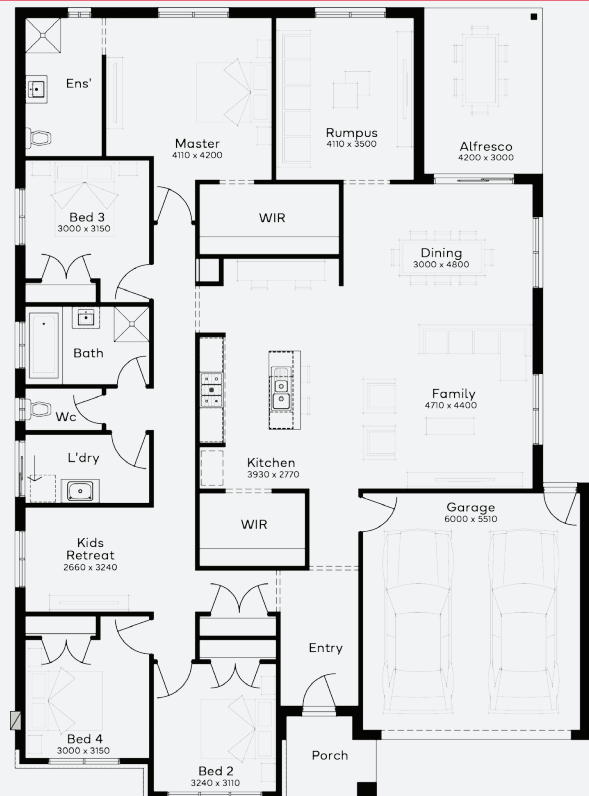 Ens'
Master
4110 x 4200
Rumpus
4110 x 3500
Alfresco
4200 x 3000
Bed 3
3000 x 3150
WIR
Dining
3000 x 4800
Bath
Family
4710 x 4400
Wc
L'dry
Kitchen
3930 x 2770
WIR
Garage
6000 x 5510
Kids
Retreat
2660 x 3240
Entry
Bed 4
3000 x 3150
Bed 2
3240 x 3110
Porch